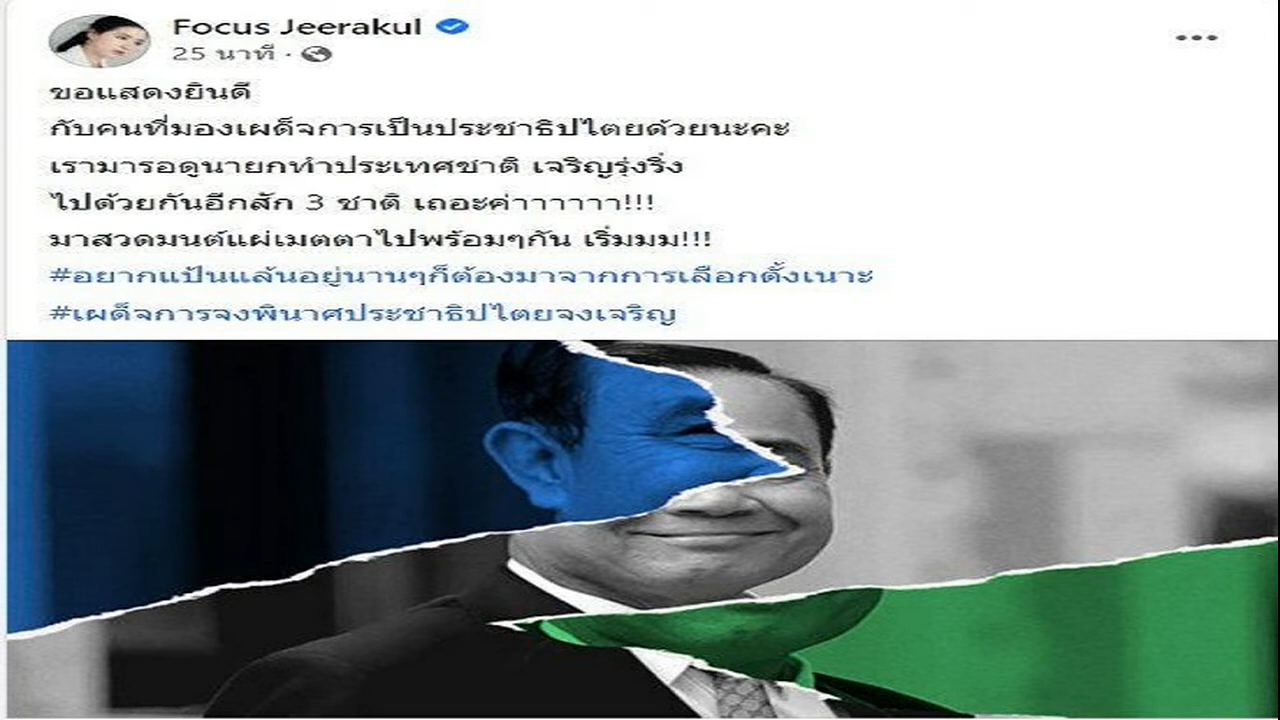 Focus Jeerakul
25 นาที ·
ขอแสดงยินดี
กับคนที่มองเผด็จการเป็นประชาธิปไตยด้วยนะคะ
เรามารอดูนายกทำประเทศชาติ เจริญรุ่งริ่ง
ไปด้วยกันอีกสัก 3 ชาติ เถอะค่าาาาาาา!!!
มาสวดมนต์แผ่เมตตาไปพร้อมๆกัน เริ่มมม!!!
#อยากแป้นแล้นอยู่นานๆก็ต้องมาจากการเลือกตั้งเนาะ
#เผด็จการจงพินาศประชาธิปไตยจงเจริญ